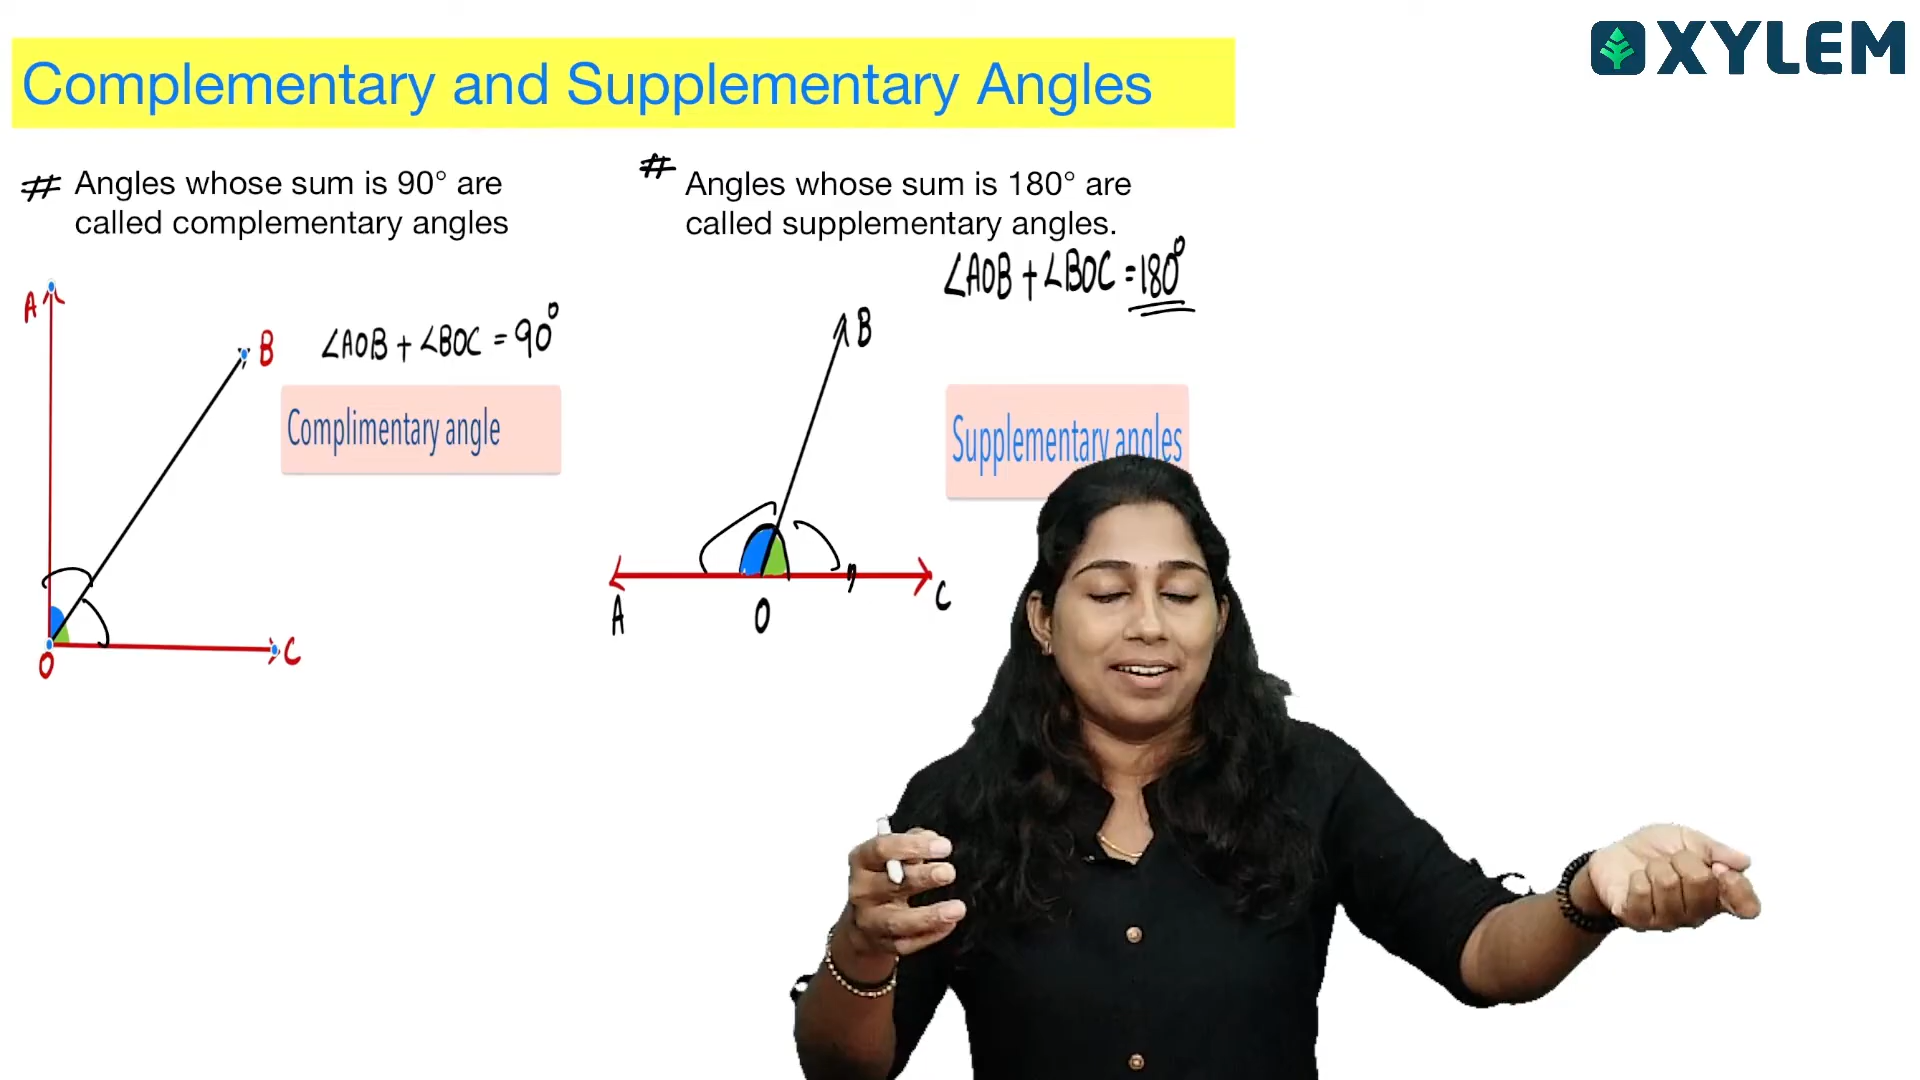 XYLEM
Complementary and Supplementary Angles
# Angles whose sum is 90° are
called complementary angles
# Angles whose sum is 180° are
called supplementary angles.
∠AOB + ∠BOC = 180°
A
B
∠AOB + ∠BOC = 90°
Complimentary angle
O
C
B
Supplementary angles
A
O
C